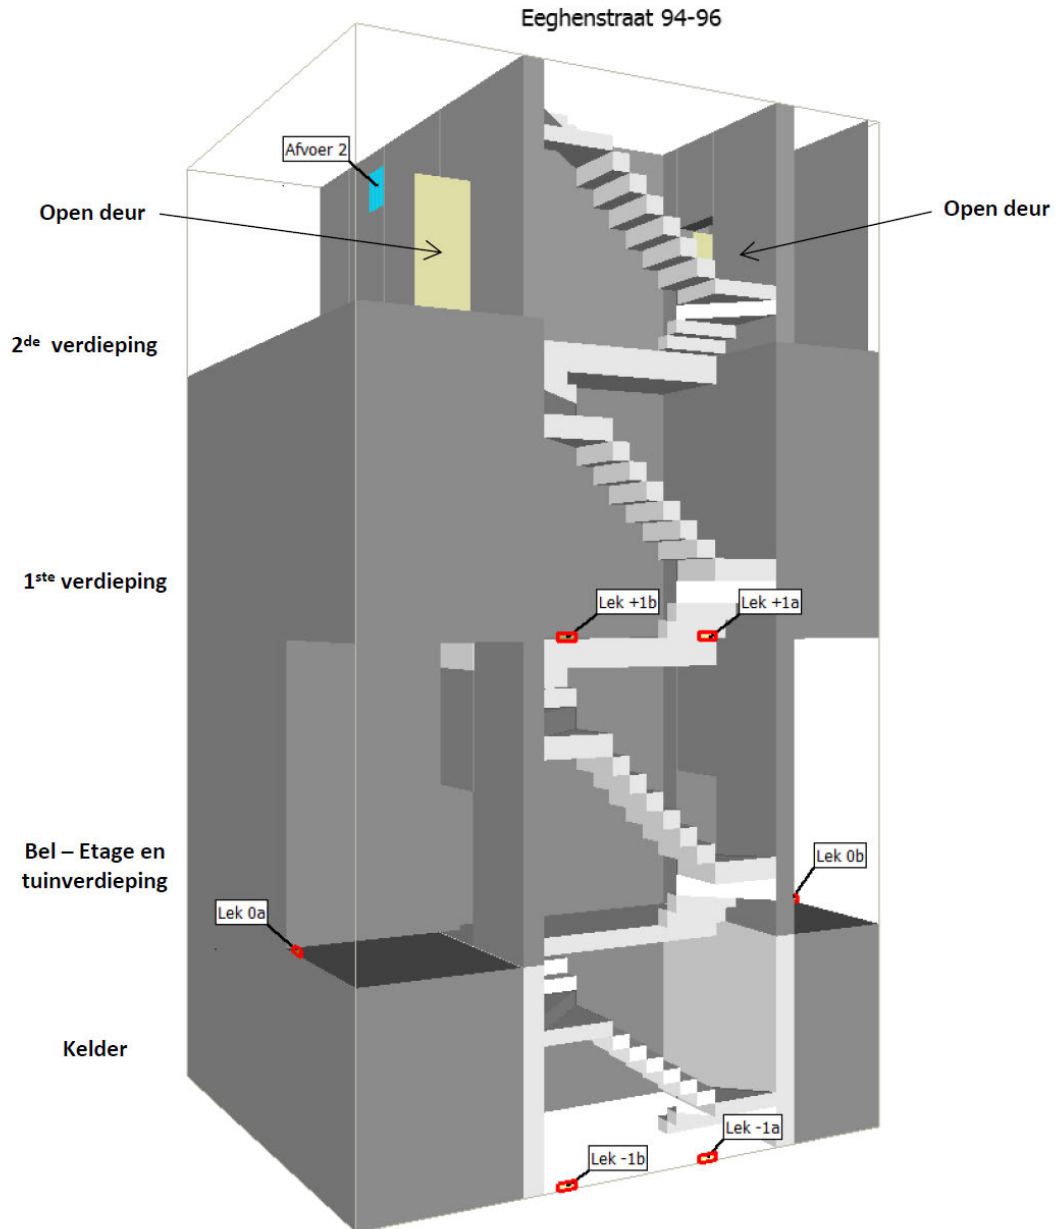 Eeghenstraat 94-96
Afvoer 2
Open deur
Open deur
2de verdieping
1ste verdieping
Lek +1b
Lek +1a
Bel – Etage en
tuinverdieping
Lek 0b
Lek 0a
Kelder
Lek -1a
Lek -1b